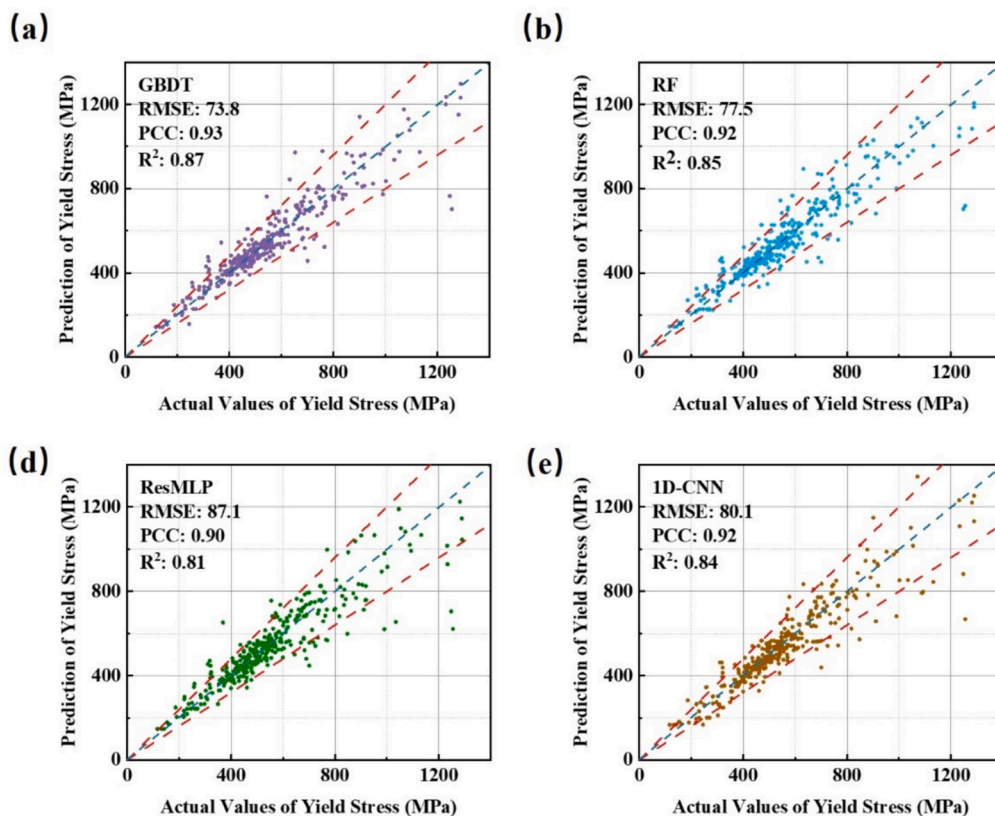 (a)
GBDT
RMSE: 73.8
PCC: 0.93
R²: 0.87
1200
800
400
0
0 400 800 1200
Prediction of Yield Stress (MPa)
Actual Values of Yield Stress (MPa)
(b)
RF
RMSE: 77.5
PCC: 0.92
R²: 0.85
1200
800
400
0
0 400 800 1200
Prediction of Yield Stress (MPa)
Actual Values of Yield Stress (MPa)
(d)
ResMLP
RMSE: 87.1
PCC: 0.90
R²: 0.81
1200
800
400
0
0 400 800 1200
Prediction of Yield Stress (MPa)
Actual Values of Yield Stress (MPa)
(e)
1D-CNN
RMSE: 80.1
PCC: 0.92
R²: 0.84
1200
800
400
0
0 400 800 1200
Prediction of Yield Stress (MPa)
Actual Values of Yield Stress (MPa)